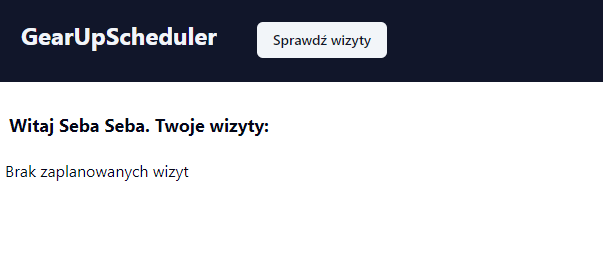 GearUpScheduler
Sprawdź wizyty
Witaj Seba Seba. Twoje wizyty:
Brak zaplanowanych wizyt